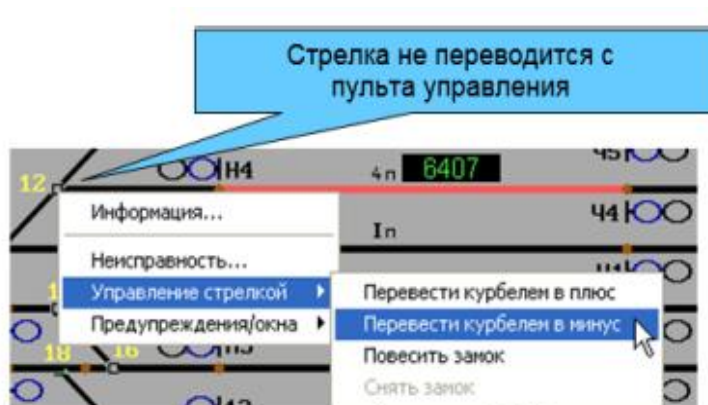 Стрелка не переводится с
пульта управления
12
Н4
4п
6407
Ч5
Информация...
Iп
Ч4
Неисправность...
Управление стрелкой
Перевести курбелем в плюс
Предупреждения/окна
Перевести курбелем в минус
18
16
Повесить замок
Снять замок